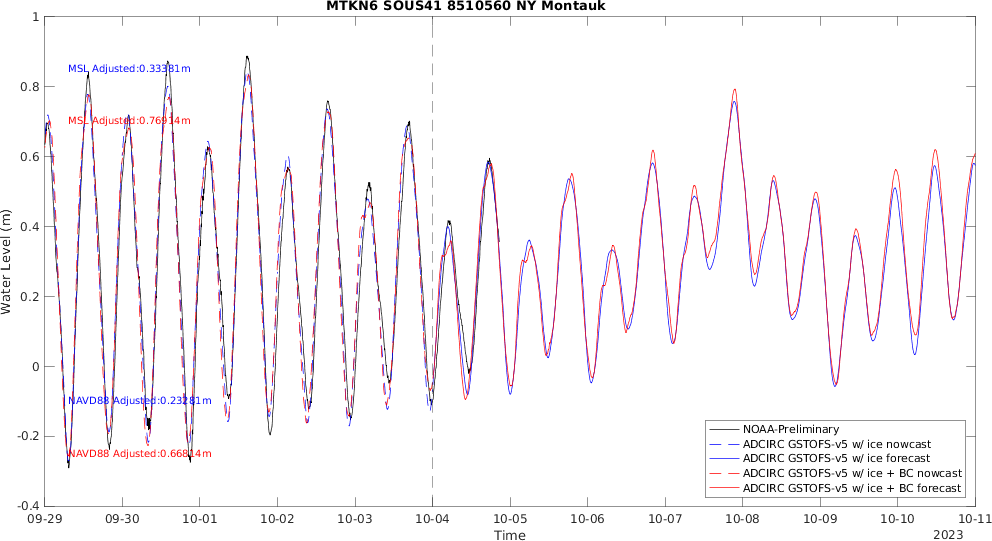 MTKN6 SOUS41 8510560 NY Montauk
1
0.8
0.6
0.4
0.2
0
-0.2
-0.4
Water Level (m)
MSL Adjusted:0.33381m
MSL Adjusted:0.76914m
NAVD88 Adjusted:0.23281m
NAVD88 Adjusted:0.66814m
NOAA-Preliminary
ADCIRC GSTOFS-v5 w/ ice nowcast
ADCIRC GSTOFS-v5 w/ ice forecast
ADCIRC GSTOFS-v5 w/ ice + BC nowcast
ADCIRC GSTOFS-v5 w/ ice + BC forecast
09-29 09-30 10-01 10-02 10-03 10-04 10-05 10-06 10-07 10-08 10-09 10-10 10-11
Time
2023